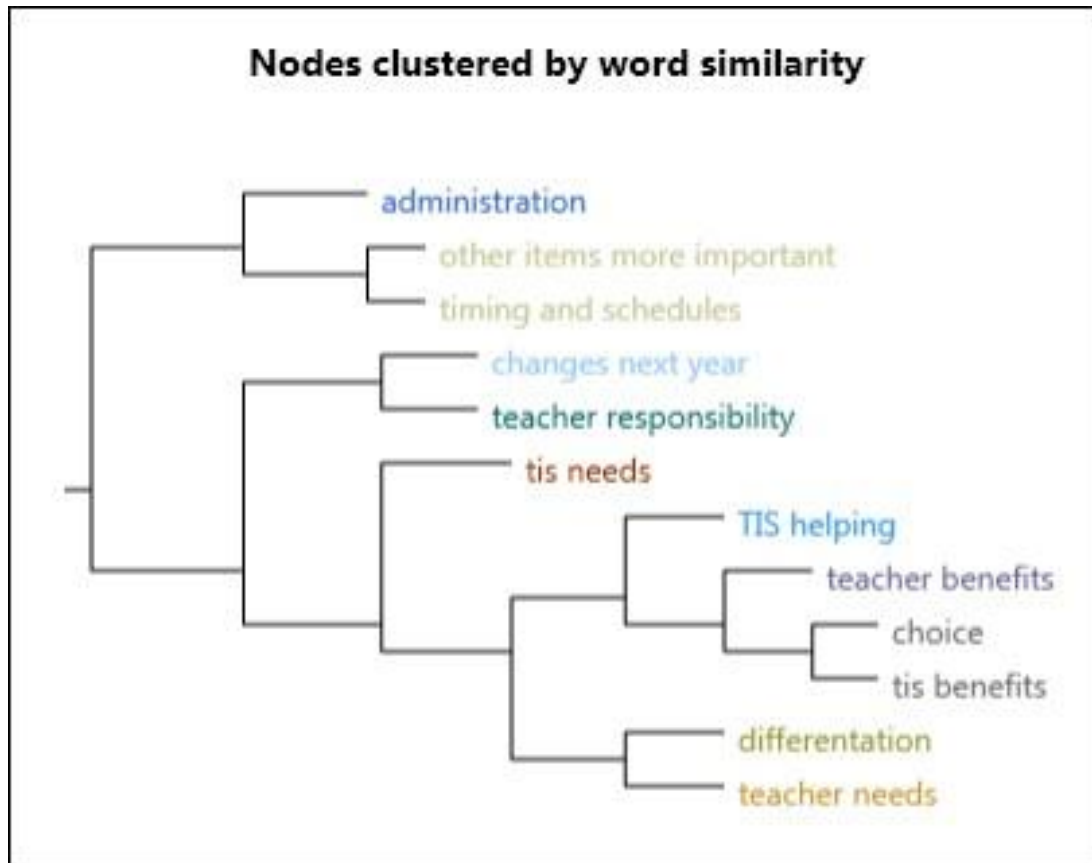 Nodes clustered by word similarity
administration
other items more important
timing and schedules
changes next year
teacher responsibility
tis needs
TIS helping
teacher benefits
choice
tis benefits
differentation
teacher needs